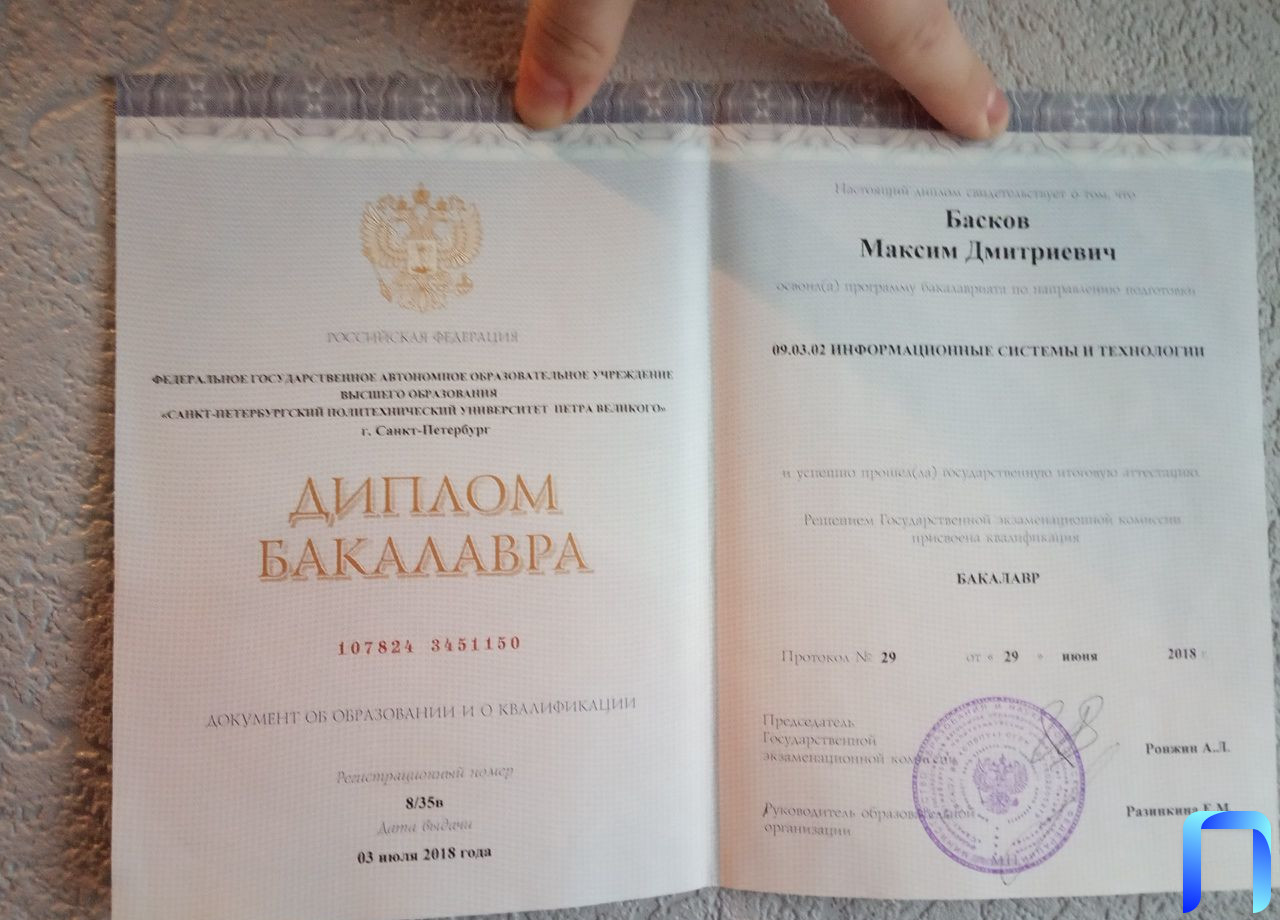 РОССИЙСКАЯ ФЕДЕРАЦИЯ
ФЕДЕРАЛЬНОЕ ГОСУДАРСТВЕННОЕ АВТОНОМНОЕ ОБРАЗОВАТЕЛЬНОЕ УЧРЕЖДЕНИЕ
ВЫСШЕГО ОБРАЗОВАНИЯ
«САНКТ-ПЕТЕРБУРГСКИЙ ПОЛИТЕХНИЧЕСКИЙ УНИВЕРСИТЕТ ПЕТРА ВЕЛИКОГО»
г. Санкт-Петербург
ДИПЛОМ
БАКАЛАВРА
107824 3451150
ДОКУМЕНТ ОБ ОБРАЗОВАНИИ И О КВАЛИФИКАЦИИ
Регистрационный номер
8/35в
Дата выдачи
03 июля 2018 года
Настоящий диплом свидетельствует о том, что
Басков
Максим Дмитриевич
освоил(а) программу бакалавриата по направлению подготовки
09.03.02 ИНФОРМАЦИОННЫЕ СИСТЕМЫ И ТЕХНОЛОГИИ
и успешно прошел(ла) государственную итоговую аттестацию
Решением Государственной экзаменационной комиссии
присвоена квалификация
БАКАЛАВР
Протокол № 29 от « 29 » июня 2018 г.
Председатель
Государственной
экзаменационной комиссии
Ронжин А.Л.
Руководитель образовательной
организации
Разинкина Е.М.
М.П.